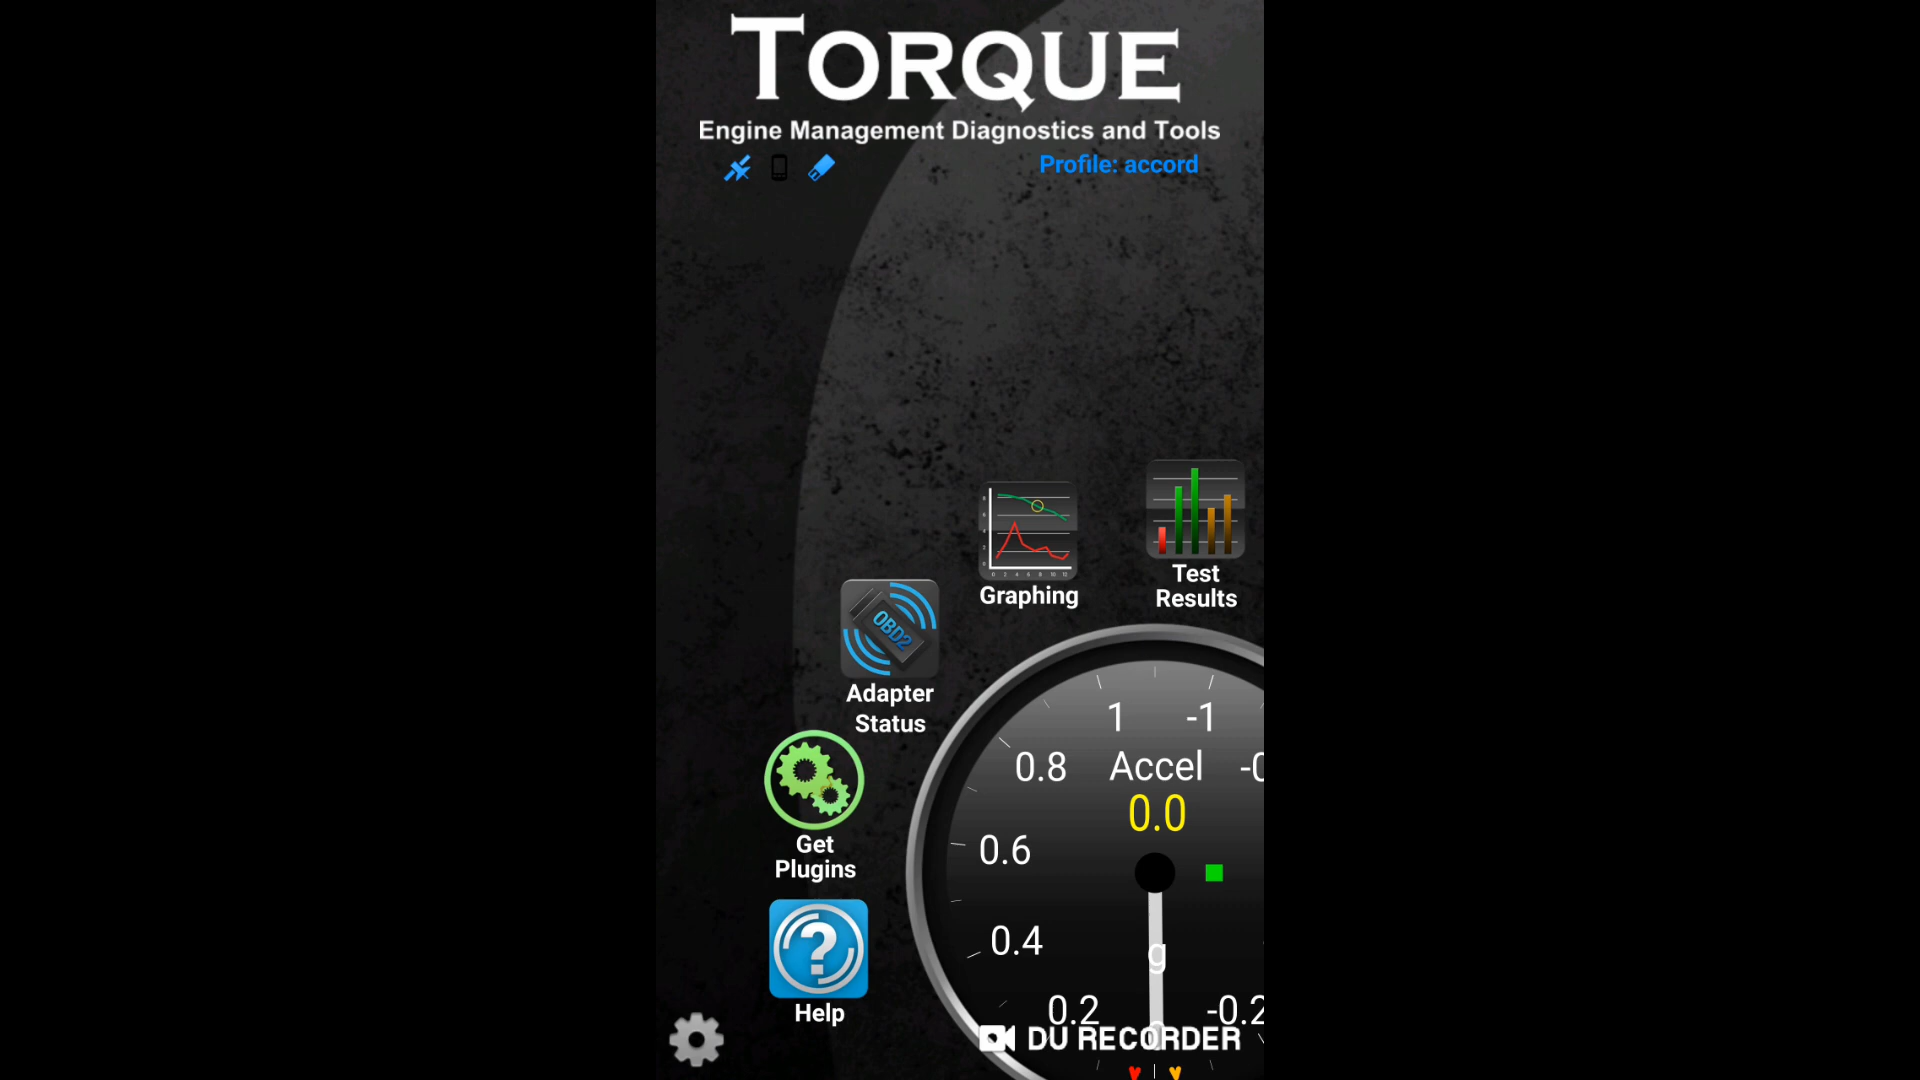 TORQUE
Engine Management Diagnostics and Tools
Profile: accord
Graphing
Test
Results
OBD2
Adapter
Status
Get
Plugins
Help
1 -1
0.8 Accel
0.0
0.6
0.4
g
0.2 -0.2
DU RECORDER